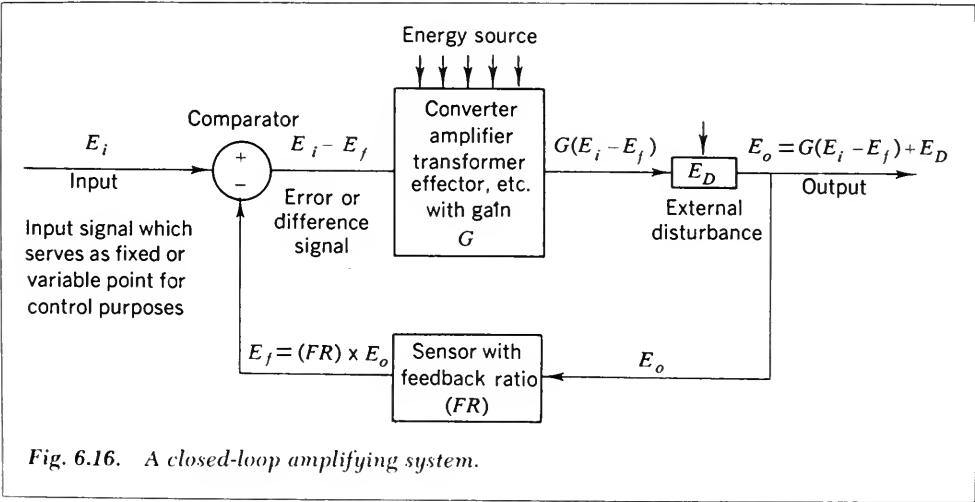 Energy source
Comparator
E_i
Input
+
−
E_i − E_f
Error or
difference
signal
Converter
amplifier
transformer
effector, etc.
with gain
G
G(E_i − E_f)
E_D
External
disturbance
E_o = G(E_i − E_f) + E_D
Output
Input signal which
serves as fixed or
variable point for
control purposes
E_f = (FR) x E_o
Sensor with
feedback ratio
(FR)
E_o
Fig. 6.16. A closed-loop amplifying system.